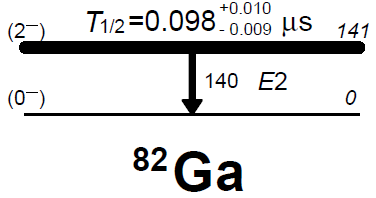 (2⁻) T1/2=0.098 +0.010 -0.009 μs 141
140 E2
(0⁻) 0
82Ga